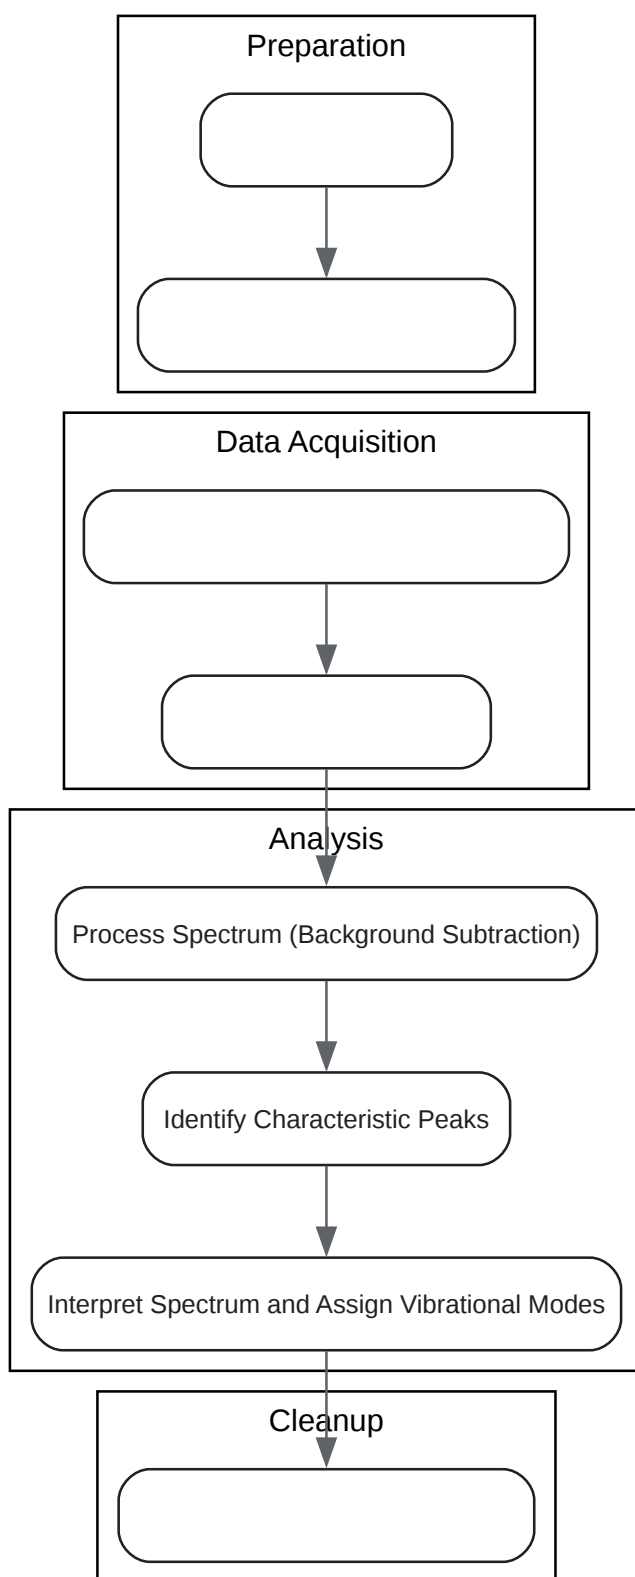 Preparation
Data Acquisition
Analysis
Process Spectrum (Background Subtraction)
Identify Characteristic Peaks
Interpret Spectrum and Assign Vibrational Modes
Cleanup